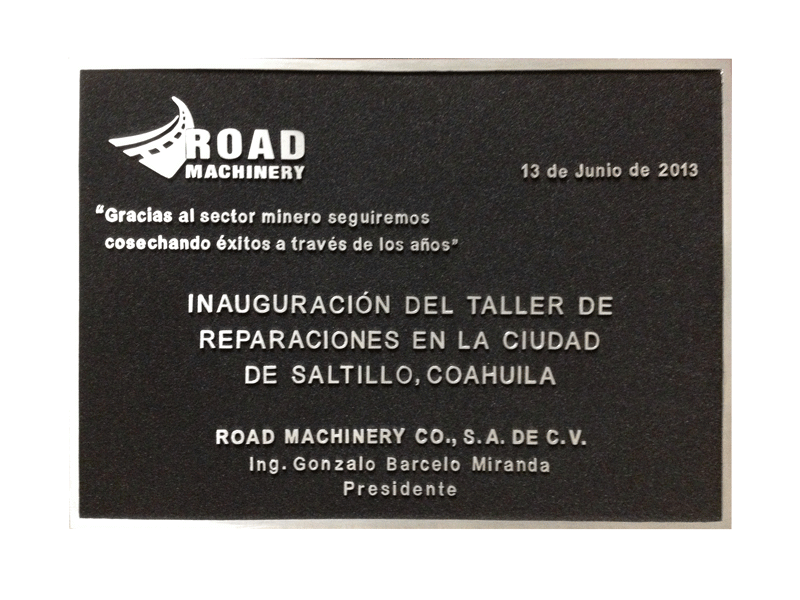 ROAD
MACHINERY
13 de Junio de 2013
“Gracias al sector minero seguiremos
cosechando éxitos a través de los años”
INAUGURACIÓN DEL TALLER DE
REPARACIONES EN LA CIUDAD
DE SALTILLO, COAHUILA
ROAD MACHINERY CO., S.A. DE C.V.
Ing. Gonzalo Barcelo Miranda
Presidente